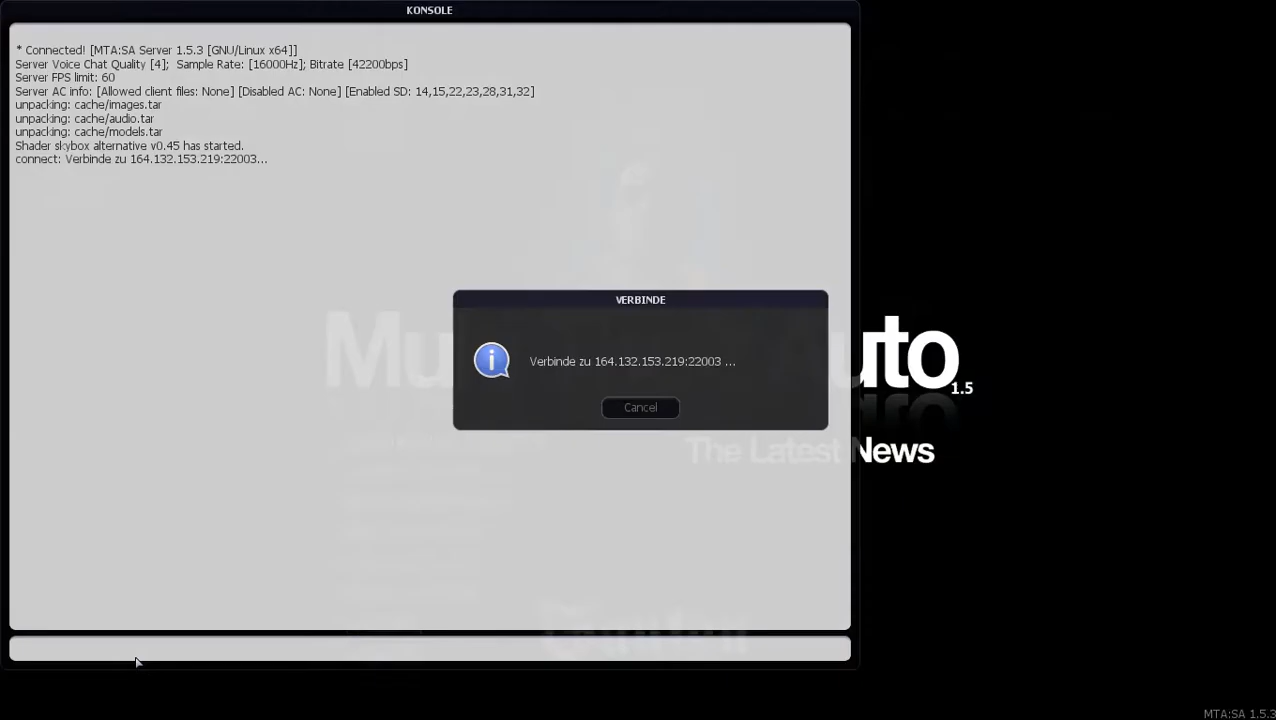 KONSOLE
* Connected! [MTA:SA Server 1.5.3 [GNU/Linux x64]]
Server Voice Chat Quality [4];  Sample Rate: [16000Hz]; Bitrate [42200bps]
Server FPS limit: 60
Server AC info: [Allowed client files: None] [Disabled AC: None] [Enabled SD: 14,15,22,23,28,31,32]
unpacking: cache/images.tar
unpacking: cache/audio.tar
unpacking: cache/models.tar
Shader skybox alternative v0.45 has started.
connect: Verbinde zu 164.132.153.219:22003...
VERBINDE
Verbinde zu 164.132.153.219:22003 ...
Cancel
Mu uto
1.5
The Latest News
MTA:SA 1.5.3